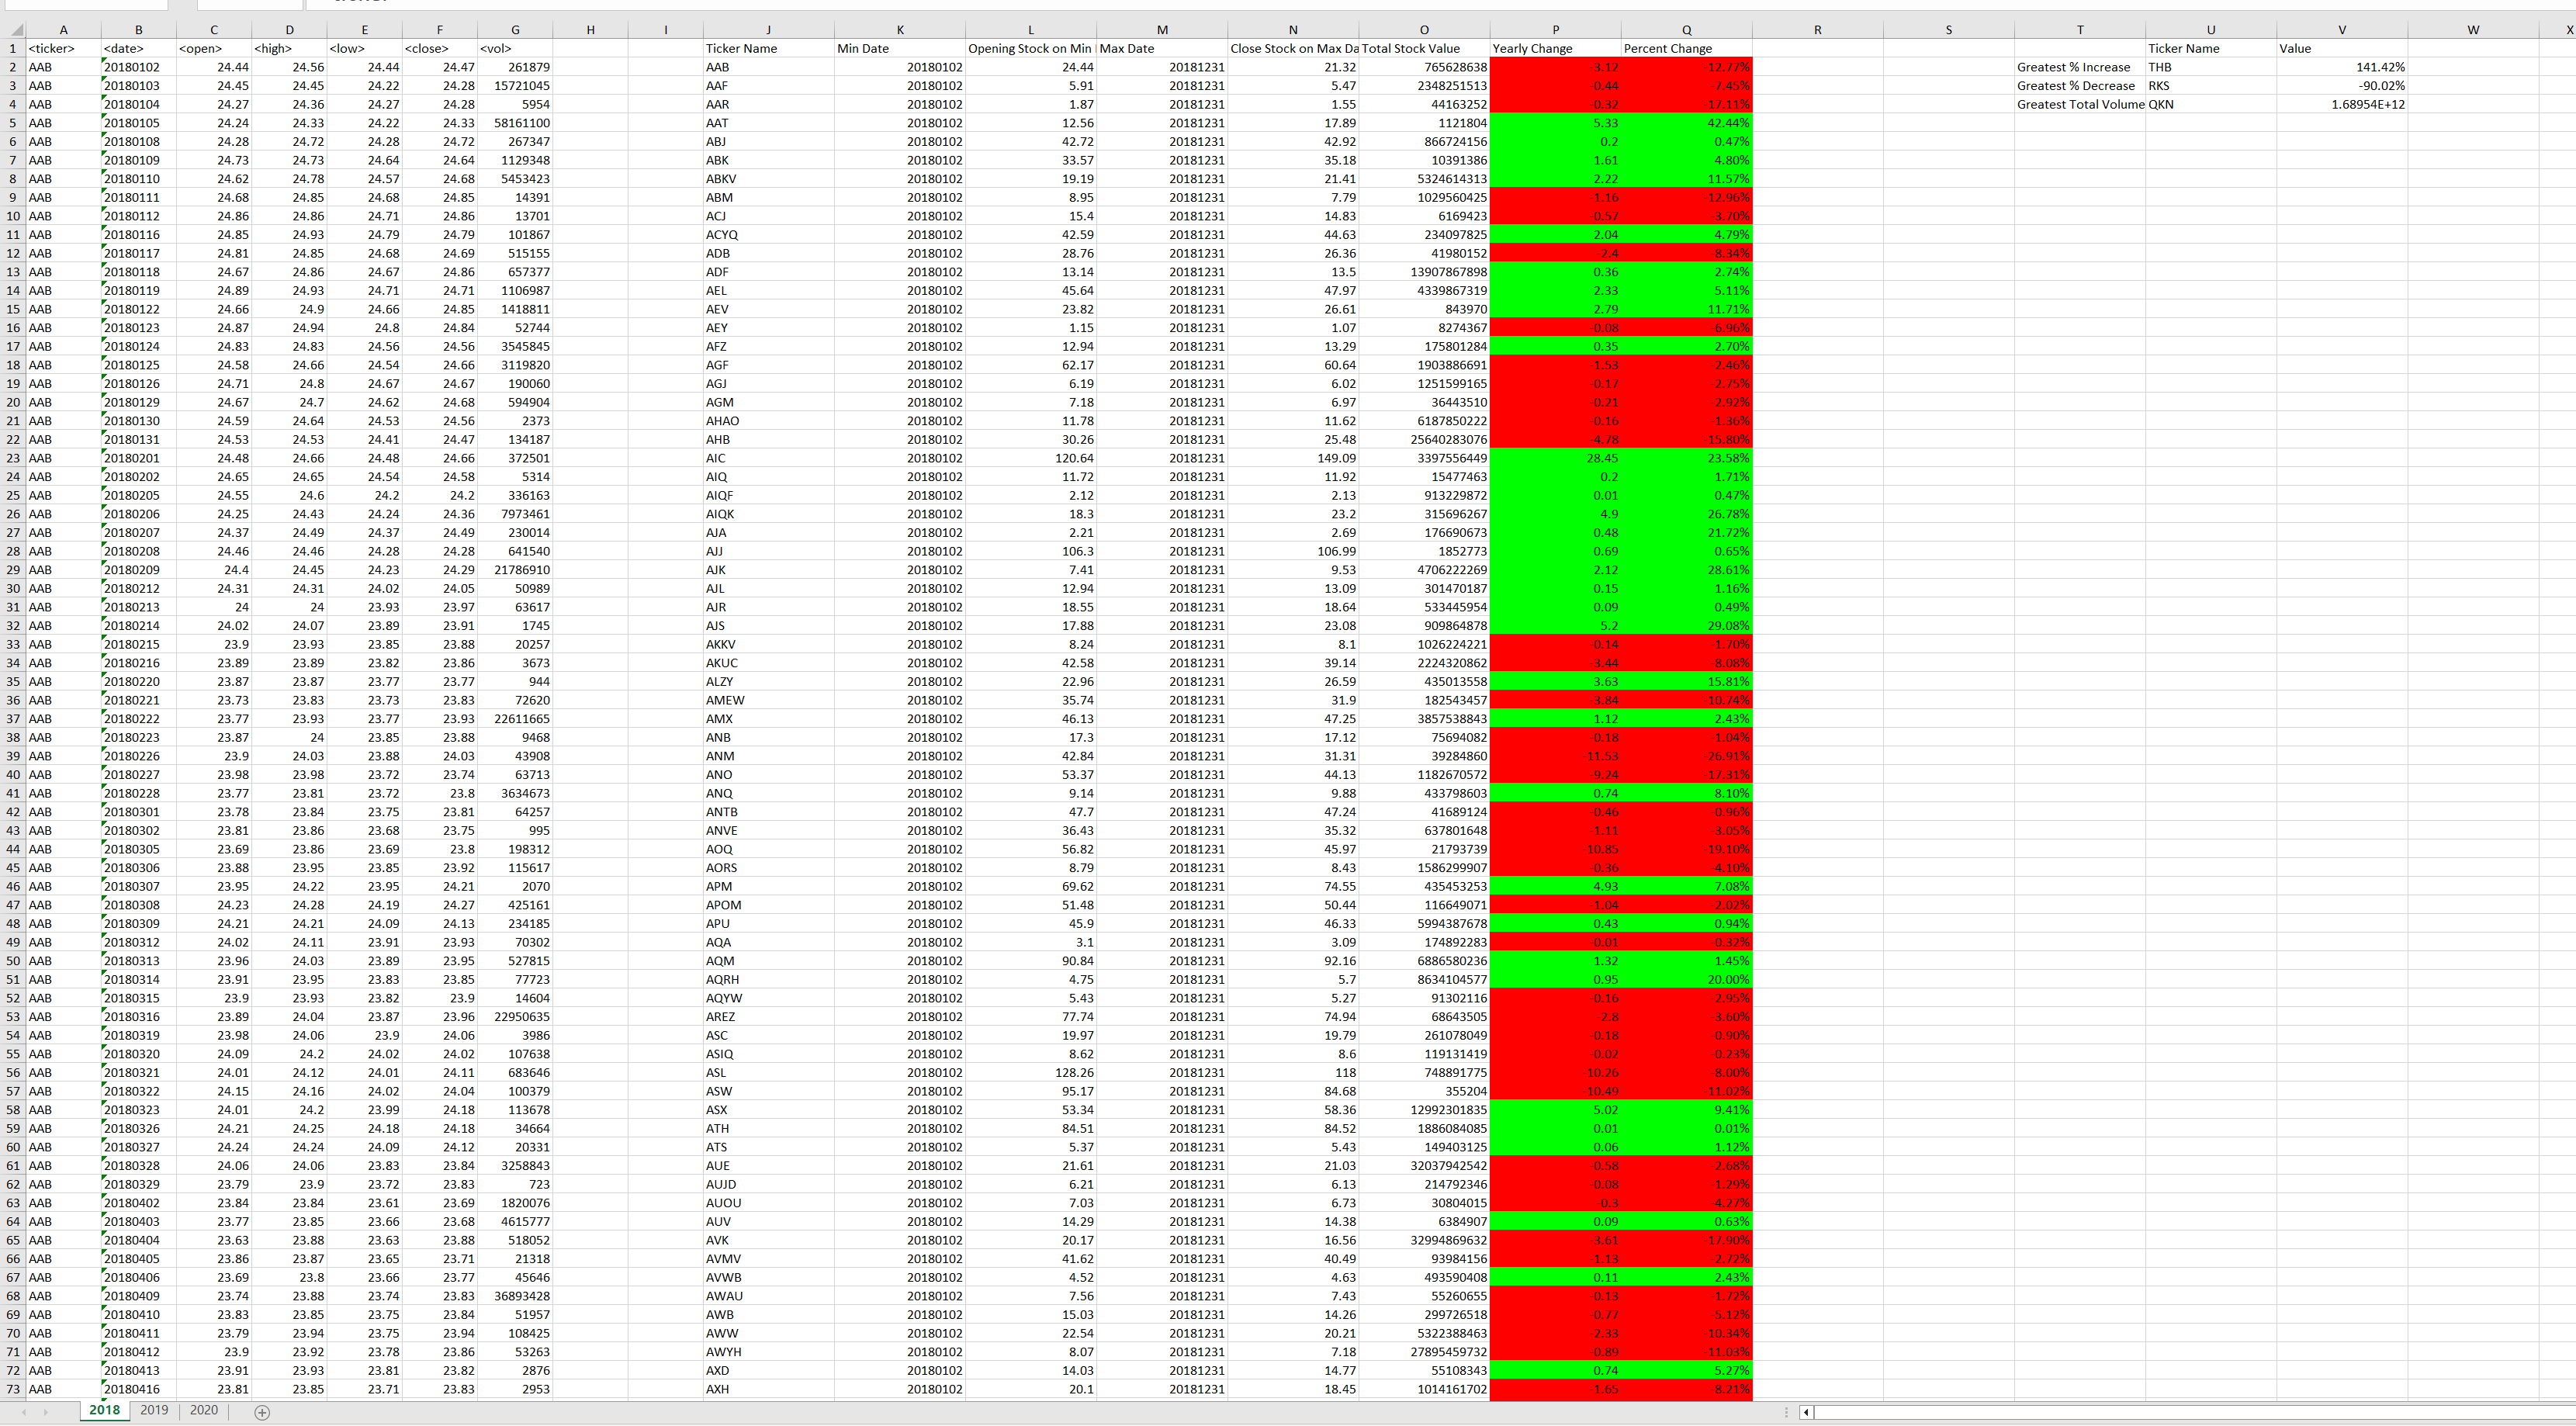 A B C D E F G H I J K L M N O P Q R S T U V W X
1 <ticker> <date> <open> <high> <low> <close> <vol> Ticker Name Min Date Opening Stock on Min Max Date Close Stock on Max Da Total Stock Value Yearly Change Percent Change Ticker Name Value
2 AAB 20180102 24.44 24.56 24.44 24.47 261879 AAB 20180102 24.44 20181231 21.32 765628638 -3.12 -12.77% Greatest % Increase THB 141.42%
3 AAB 20180103 24.45 24.45 24.22 24.28 15721045 AAF 20180102 5.91 20181231 5.47 2348251513 -0.44 -7.45% Greatest % Decrease RKS -90.02%
4 AAB 20180104 24.27 24.36 24.27 24.28 5954 AAR 20180102 1.87 20181231 1.55 44163252 -0.32 -17.11% Greatest Total Volume QKN 1.68954E+12
5 AAB 20180105 24.24 24.33 24.22 24.33 58161100 AAT 20180102 12.56 20181231 17.89 1121804 5.33 42.44%
6 AAB 20180108 24.28 24.72 24.28 24.72 267347 ABJ 20180102 42.72 20181231 42.92 866724156 0.2 0.47%
7 AAB 20180109 24.73 24.73 24.64 24.64 1129348 ABK 20180102 33.57 20181231 35.18 10391386 1.61 4.80%
8 AAB 20180110 24.62 24.78 24.57 24.68 5453423 ABKV 20180102 19.19 20181231 21.41 5324614313 2.22 11.57%
9 AAB 20180111 24.68 24.85 24.68 24.85 14391 ABM 20180102 8.95 20181231 7.79 1029560425 -1.16 -12.96%
10 AAB 20180112 24.86 24.86 24.71 24.86 13701 ACJ 20180102 15.4 20181231 14.83 6169423 -0.57 -3.70%
11 AAB 20180116 24.85 24.93 24.79 24.79 101867 ACYQ 20180102 42.59 20181231 44.63 234097825 2.04 4.79%
12 AAB 20180117 24.81 24.85 24.68 24.69 515155 ADB 20180102 28.76 20181231 26.36 41980152 -2.4 -8.34%
13 AAB 20180118 24.67 24.86 24.67 24.86 657377 ADF 20180102 13.14 20181231 13.5 13907867898 0.36 2.74%
14 AAB 20180119 24.89 24.93 24.71 24.71 1106987 AEL 20180102 45.64 20181231 47.97 4339867319 2.33 5.11%
15 AAB 20180122 24.66 24.9 24.66 24.85 1418811 AEV 20180102 23.82 20181231 26.61 843970 2.79 11.71%
16 AAB 20180123 24.87 24.94 24.8 24.84 52744 AEY 20180102 1.15 20181231 1.07 8274367 -0.08 -6.96%
17 AAB 20180124 24.83 24.83 24.56 24.56 3545845 AFZ 20180102 12.94 20181231 13.29 175801284 0.35 2.70%
18 AAB 20180125 24.58 24.66 24.54 24.66 3119820 AGF 20180102 62.17 20181231 60.64 1903886691 -1.53 -2.46%
19 AAB 20180126 24.71 24.8 24.67 24.67 190060 AGJ 20180102 6.19 20181231 6.02 1251599165 -0.17 -2.75%
20 AAB 20180129 24.67 24.7 24.62 24.68 594904 AGM 20180102 7.18 20181231 6.97 36443510 -0.21 -2.92%
21 AAB 20180130 24.59 24.64 24.53 24.56 2373 AHAO 20180102 11.78 20181231 11.62 6187850222 -0.16 -1.36%
22 AAB 20180131 24.53 24.53 24.41 24.47 134187 AHB 20180102 30.26 20181231 25.48 25640283076 -4.78 -15.80%
23 AAB 20180201 24.48 24.66 24.48 24.66 372501 AIC 20180102 120.64 20181231 149.09 3397556449 28.45 23.58%
24 AAB 20180202 24.65 24.65 24.54 24.58 5314 AIQ 20180102 11.72 20181231 11.92 15477463 0.2 1.71%
25 AAB 20180205 24.55 24.6 24.2 24.2 336163 AIQF 20180102 2.12 20181231 2.13 913229872 0.01 0.47%
26 AAB 20180206 24.25 24.43 24.24 24.36 7973461 AIQK 20180102 18.3 20181231 23.2 315696267 4.9 26.78%
27 AAB 20180207 24.37 24.49 24.37 24.49 230014 AJA 20180102 2.21 20181231 2.69 176690673 0.48 21.72%
28 AAB 20180208 24.46 24.46 24.28 24.28 641540 AJJ 20180102 106.3 20181231 106.99 1852773 0.69 0.65%
29 AAB 20180209 24.4 24.45 24.23 24.29 21786910 AJK 20180102 7.41 20181231 9.53 4706222269 2.12 28.61%
30 AAB 20180212 24.31 24.31 24.02 24.05 50989 AJL 20180102 12.94 20181231 13.09 301470187 0.15 1.16%
31 AAB 20180213 24 24 23.93 23.97 63617 AJR 20180102 18.55 20181231 18.64 533445954 0.09 0.49%
32 AAB 20180214 24.02 24.07 23.89 23.91 1745 AJS 20180102 17.88 20181231 23.08 909864878 5.2 29.08%
33 AAB 20180215 23.9 23.93 23.85 23.88 20257 AKKV 20180102 8.24 20181231 8.1 1026224221 -0.14 -1.70%
34 AAB 20180216 23.89 23.89 23.82 23.86 3673 AKUC 20180102 42.58 20181231 39.14 2224320862 -3.44 -8.08%
35 AAB 20180220 23.87 23.87 23.77 23.77 944 ALZY 20180102 22.96 20181231 26.59 435013558 3.63 15.81%
36 AAB 20180221 23.73 23.83 23.73 23.83 72620 AMEW 20180102 35.74 20181231 31.9 182543457 -3.84 -10.74%
37 AAB 20180222 23.77 23.93 23.77 23.93 22611665 AMX 20180102 46.13 20181231 47.25 3857538843 1.12 2.43%
38 AAB 20180223 23.87 24 23.85 23.88 9468 ANB 20180102 17.3 20181231 17.12 75694082 -0.18 -1.04%
39 AAB 20180226 23.9 24.03 23.88 24.03 43908 ANM 20180102 42.84 20181231 31.31 39284860 -11.53 -26.91%
40 AAB 20180227 23.98 23.98 23.72 23.74 63713 ANO 20180102 53.37 20181231 44.13 1182670572 -9.24 -17.31%
41 AAB 20180228 23.77 23.81 23.72 23.8 3634673 ANQ 20180102 9.14 20181231 9.88 433798603 0.74 8.10%
42 AAB 20180301 23.78 23.84 23.75 23.81 64257 ANTB 20180102 47.7 20181231 47.24 41689124 -0.46 -0.96%
43 AAB 20180302 23.81 23.86 23.68 23.75 995 ANVE 20180102 36.43 20181231 35.32 637801648 -1.11 -3.05%
44 AAB 20180305 23.69 23.86 23.69 23.8 198312 AOQ 20180102 56.82 20181231 45.97 21793739 -10.85 -19.10%
45 AAB 20180306 23.88 23.95 23.85 23.92 115617 AORS 20180102 8.79 20181231 8.43 1586299907 -0.36 -4.10%
46 AAB 20180307 23.95 24.22 23.95 24.21 2070 APM 20180102 69.62 20181231 74.55 435453253 4.93 7.08%
47 AAB 20180308 24.23 24.28 24.19 24.27 425161 APOM 20180102 51.48 20181231 50.44 116649071 -1.04 -2.02%
48 AAB 20180309 24.21 24.21 24.09 24.13 234185 APU 20180102 45.9 20181231 46.33 5994387678 0.43 0.94%
49 AAB 20180312 24.02 24.11 23.91 23.93 70302 AQA 20180102 3.1 20181231 3.09 174892283 -0.01 -0.32%
50 AAB 20180313 23.96 24.03 23.89 23.95 527815 AQM 20180102 90.84 20181231 92.16 6886580236 1.32 1.45%
51 AAB 20180314 23.91 23.95 23.83 23.85 77723 AQRH 20180102 4.75 20181231 5.7 8634104577 0.95 20.00%
52 AAB 20180315 23.9 23.93 23.82 23.9 14604 AQYW 20180102 5.43 20181231 5.27 91302116 -0.16 -2.95%
53 AAB 20180316 23.89 24.04 23.87 23.96 22950635 AREZ 20180102 77.74 20181231 74.94 68643505 -2.8 -3.60%
54 AAB 20180319 23.98 24.06 23.9 24.06 3986 ASC 20180102 19.97 20181231 19.79 261078049 -0.18 -0.90%
55 AAB 20180320 24.09 24.2 24.02 24.02 107638 ASIQ 20180102 8.62 20181231 8.6 119131419 -0.02 -0.23%
56 AAB 20180321 24.01 24.12 24.01 24.11 683646 ASL 20180102 128.26 20181231 118 748891775 -10.26 -8.00%
57 AAB 20180322 24.15 24.16 24.02 24.04 100379 ASW 20180102 95.17 20181231 84.68 355204 -10.49 -11.02%
58 AAB 20180323 24.01 24.2 23.99 24.18 113678 ASX 20180102 53.34 20181231 58.36 12992301835 5.02 9.41%
59 AAB 20180326 24.21 24.25 24.18 24.18 34664 ATH 20180102 84.51 20181231 84.52 1886084085 0.01 0.01%
60 AAB 20180327 24.24 24.24 24.09 24.12 20331 ATS 20180102 5.37 20181231 5.43 149403125 0.06 1.12%
61 AAB 20180328 24.06 24.06 23.83 23.84 3258843 AUE 20180102 21.61 20181231 21.03 32037942542 -0.58 -2.68%
62 AAB 20180329 23.79 23.9 23.72 23.83 723 AUJD 20180102 6.21 20181231 6.13 214792346 -0.08 -1.29%
63 AAB 20180402 23.84 23.84 23.61 23.69 1820076 AUOU 20180102 7.03 20181231 6.73 30804015 -0.3 -4.27%
64 AAB 20180403 23.77 23.85 23.66 23.68 4615777 AUV 20180102 14.29 20181231 14.38 6384907 0.09 0.63%
65 AAB 20180404 23.63 23.88 23.63 23.88 518052 AVK 20180102 20.17 20181231 16.56 32994869632 -3.61 -17.90%
66 AAB 20180405 23.86 23.87 23.65 23.71 21318 AVMV 20180102 41.62 20181231 40.49 93984156 -1.13 -2.72%
67 AAB 20180406 23.69 23.8 23.66 23.77 45646 AVWB 20180102 4.52 20181231 4.63 493590408 0.11 2.43%
68 AAB 20180409 23.74 23.88 23.74 23.83 36893428 AWAU 20180102 7.56 20181231 7.43 55260655 -0.13 -1.72%
69 AAB 20180410 23.83 23.85 23.75 23.84 51957 AWB 20180102 15.03 20181231 14.26 299726518 -0.77 -5.12%
70 AAB 20180411 23.79 23.94 23.75 23.94 108425 AWW 20180102 22.54 20181231 20.21 5322388463 -2.33 -10.34%
71 AAB 20180412 23.9 23.92 23.78 23.86 53263 AWYH 20180102 8.07 20181231 7.18 27895459732 -0.89 -11.03%
72 AAB 20180413 23.91 23.93 23.81 23.82 2876 AXD 20180102 14.03 20181231 14.77 55108343 0.74 5.27%
73 AAB 20180416 23.81 23.85 23.71 23.83 2953 AXH 20180102 20.1 20181231 18.45 1014161702 -1.65 -8.21%
2018 2019 2020